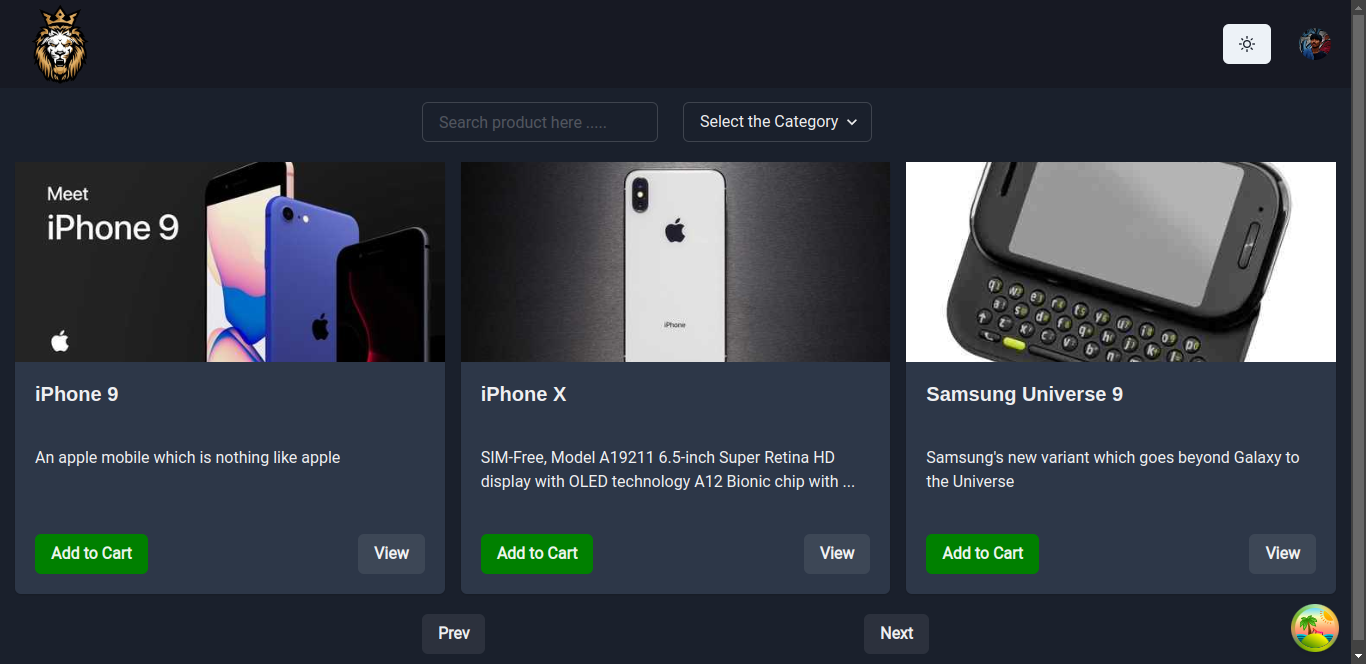 Search product here .....
Select the Category
Meet
iPhone 9
iPhone
iPhone 9
iPhone X
Samsung Universe 9
An apple mobile which is nothing like apple
SIM-Free, Model A19211 6.5-inch Super Retina HD
display with OLED technology A12 Bionic chip with ...
Samsung's new variant which goes beyond Galaxy to
the Universe
Add to Cart
View
Add to Cart
View
Add to Cart
View
Prev
Next